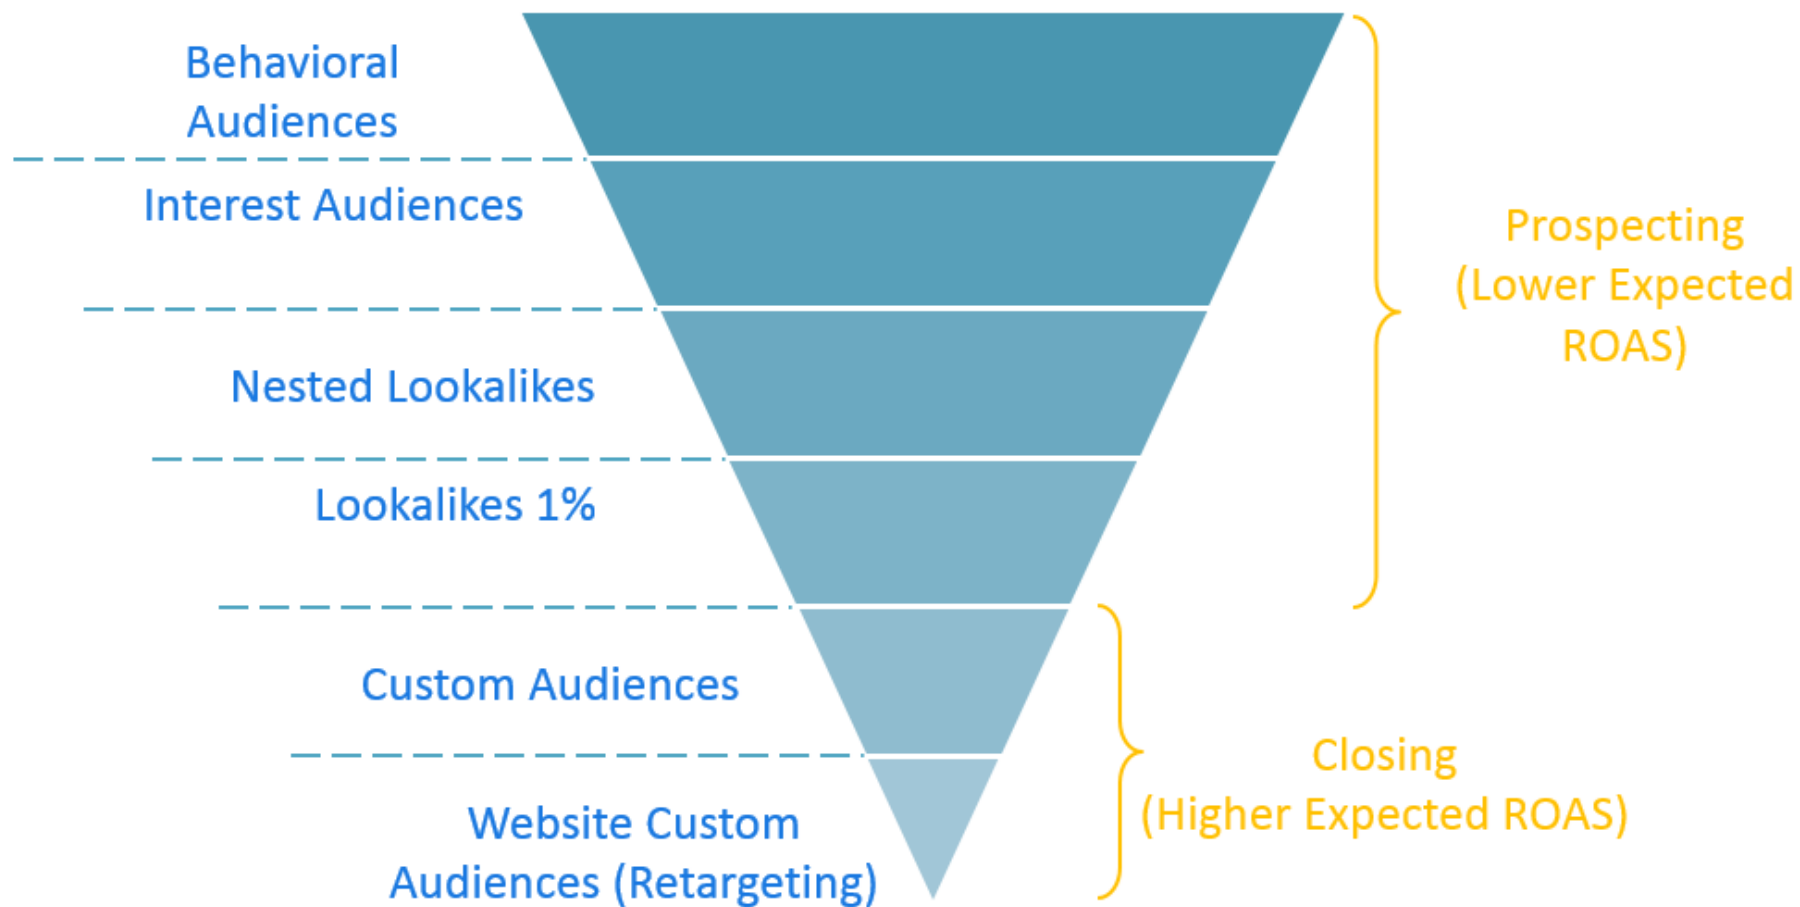 Behavioral
Audiences
Interest Audiences
Nested Lookalikes
Lookalikes 1%
Custom Audiences
Website Custom
Audiences (Retargeting)
Prospecting
(Lower Expected
ROAS)
Closing
(Higher Expected ROAS)